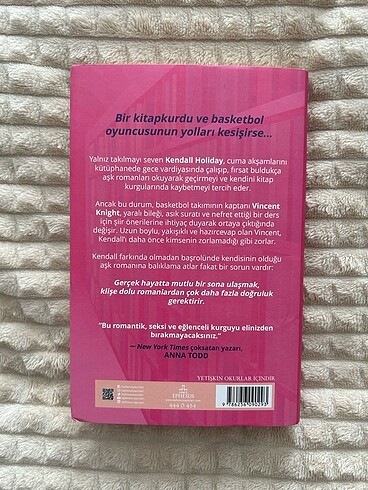 Bir kitapkurdu ve basketbol
oyuncusunun yolları kesişirse...
Yalnız takılmayı seven Kendall Holiday, cuma akşamlarını
kütüphanede gece vardiyasında çalışıp, fırsat buldukça
aşk romanları okuyarak geçirmeyi ve kendini kitap
kurgularında kaybetmeyi tercih eder.
Ancak bu durum, basketbol takımının kaptanı Vincent
Knight, yaralı bileği, asık suratı ve nefret ettiği bir ders
için şiir önerilerine ihtiyaç duyarak ortaya çıktığında
değişir. Uzun boylu, yakışıklı ve hazırcevap olan Vincent,
Kendall'ı daha önce kimsenin zorlamadığı gibi zorlar.
Kendall farkında olmadan başrolünde kendisinin olduğu
aşk romanına balıklama atlar fakat bir sorun vardır:
Gerçek hayatta mutlu bir sona ulaşmak,
klişe dolu romanlardan çok daha fazla doğruluk
gerektirir.
"Bu romantik, seksi ve eğlenceli kurguyu elinizden
bırakmayacaksınız."
— New York Times çoksatan yazarı,
ANNA TODD
YETİŞKİN OKURLAR İÇİNDİR
EPHESUS
444 0 454
9786256090293